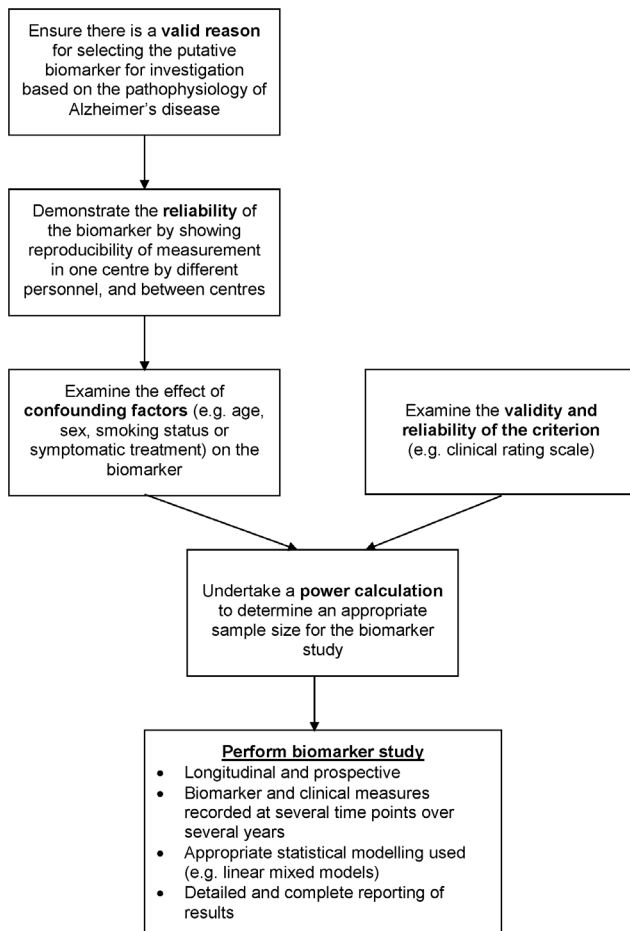 Ensure there is a valid reason
for selecting the putative
biomarker for investigation
based on the pathophysiology of
Alzheimer's disease
Demonstrate the reliability of
the biomarker by showing
reproducibility of measurement
in one centre by different
personnel, and between centres
Examine the effect of
confounding factors (e.g. age,
sex, smoking status or
symptomatic treatment) on the
biomarker
Examine the validity and
reliability of the criterion
(e.g. clinical rating scale)
Undertake a power calculation
to determine an appropriate
sample size for the biomarker
study
Perform biomarker study
• Longitudinal and prospective
• Biomarker and clinical measures
recorded at several time points over
several years
• Appropriate statistical modelling used
(e.g. linear mixed models)
• Detailed and complete reporting of
results